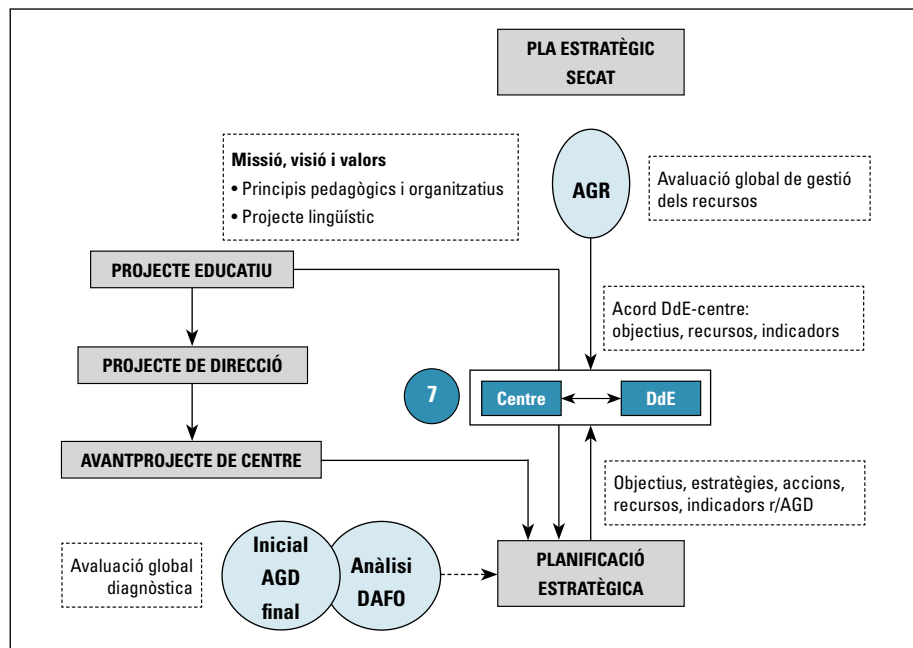 PLA ESTRATÈGIC
SECAT
Missió, visió i valors
• Principis pedagògics i organitzatius
• Projecte lingüístic
AGR
Avaluació global de gestió
dels recursos
PROJECTE EDUCATIU
Acord DdE-centre:
objectius, recursos, indicadors
PROJECTE DE DIRECCIÓ
7
Centre
DdE
AVANTPROJECTE DE CENTRE
Objectius, estratègies, accions,
recursos, indicadors r/AGD
Avaluació global
diagnòstica
Inicial
AGD
final
Anàlisi
DAFO
PLANIFICACIÓ
ESTRATÈGICA